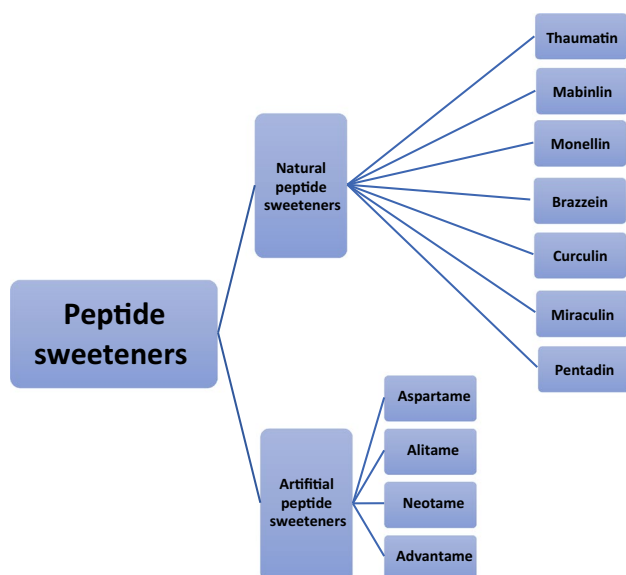 Peptide
sweeteners
Natural
peptide
sweeteners
Thaumatin
Mabinlin
Monellin
Brazzein
Curculin
Miraculin
Pentadin
Artifitial
peptide
sweeteners
Aspartame
Alitame
Neotame
Advantame